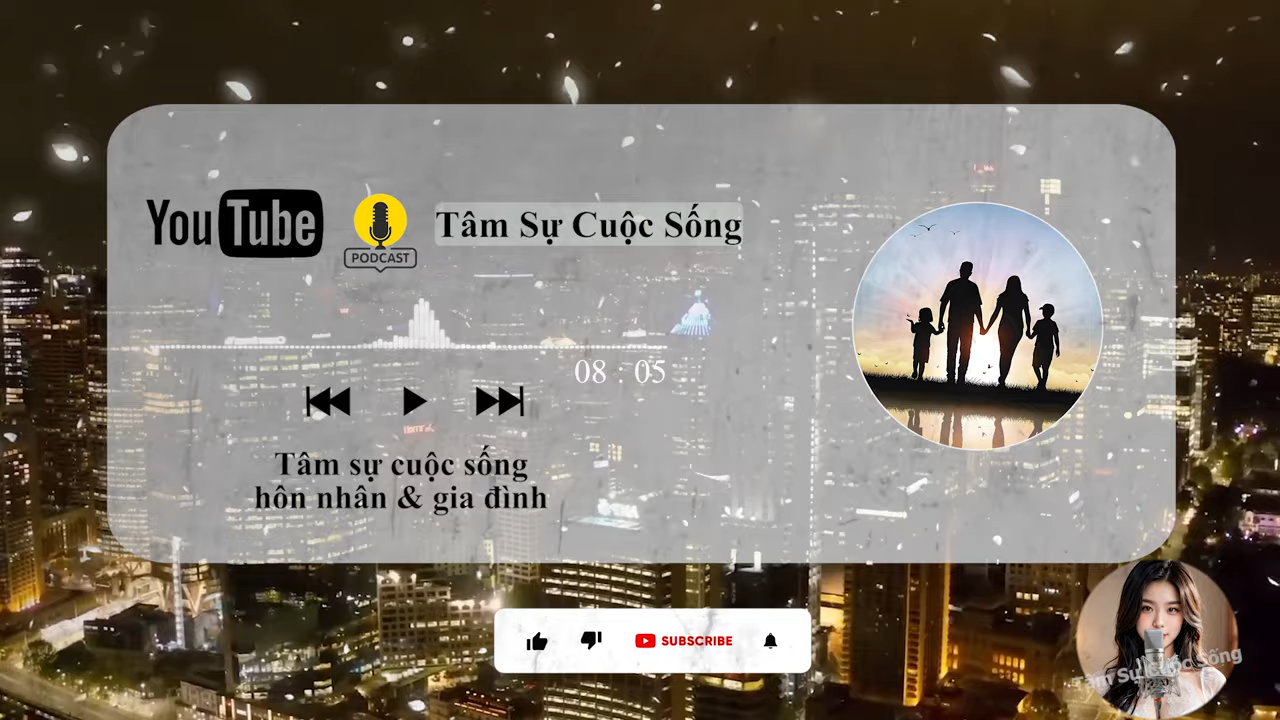 YouTube
PODCAST
Tâm Sự Cuộc Sống
08 : 05
Tâm sự cuộc sống
hôn nhân & gia đình
SUBSCRIBE
Tâm Sự Cuộc Sống